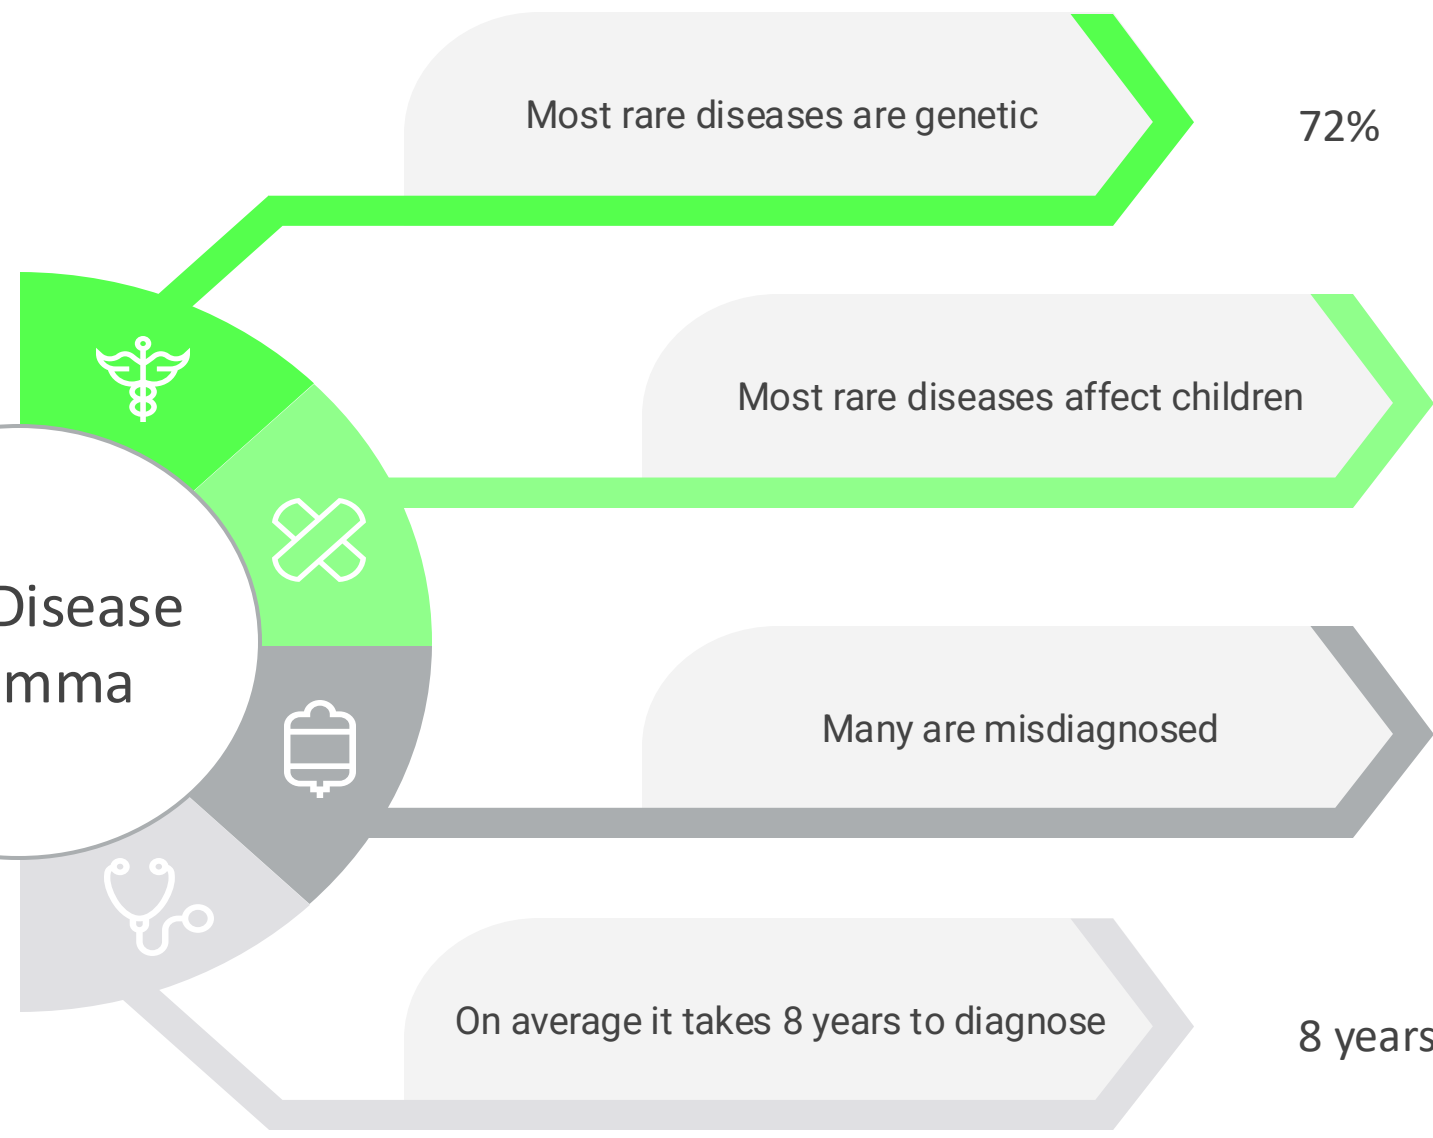 Most rare diseases are genetic
72%
Most rare diseases affect children
Disease
mma
Many are misdiagnosed
On average it takes 8 years to diagnose
8 years